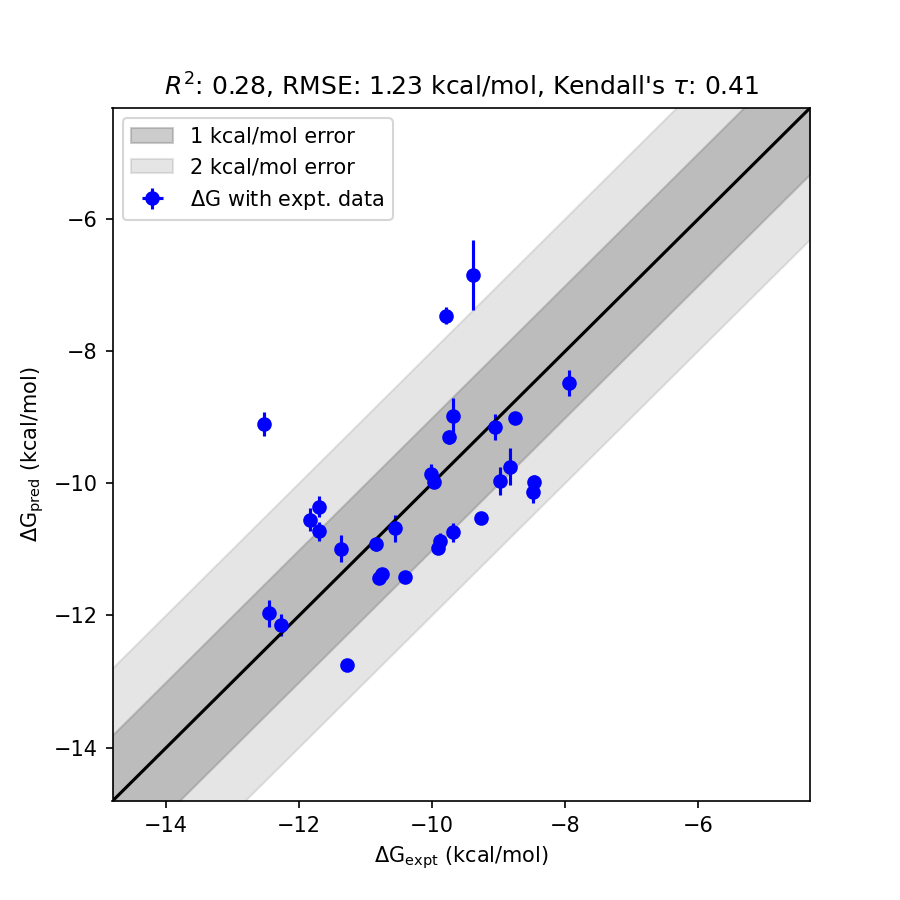 R²: 0.28, RMSE: 1.23 kcal/mol, Kendall's τ: 0.41
1 kcal/mol error
2 kcal/mol error
ΔG with expt. data
−6
−8
−10
−12
−14
ΔGpred (kcal/mol)
−14 −12 −10 −8 −6
ΔGexpt (kcal/mol)